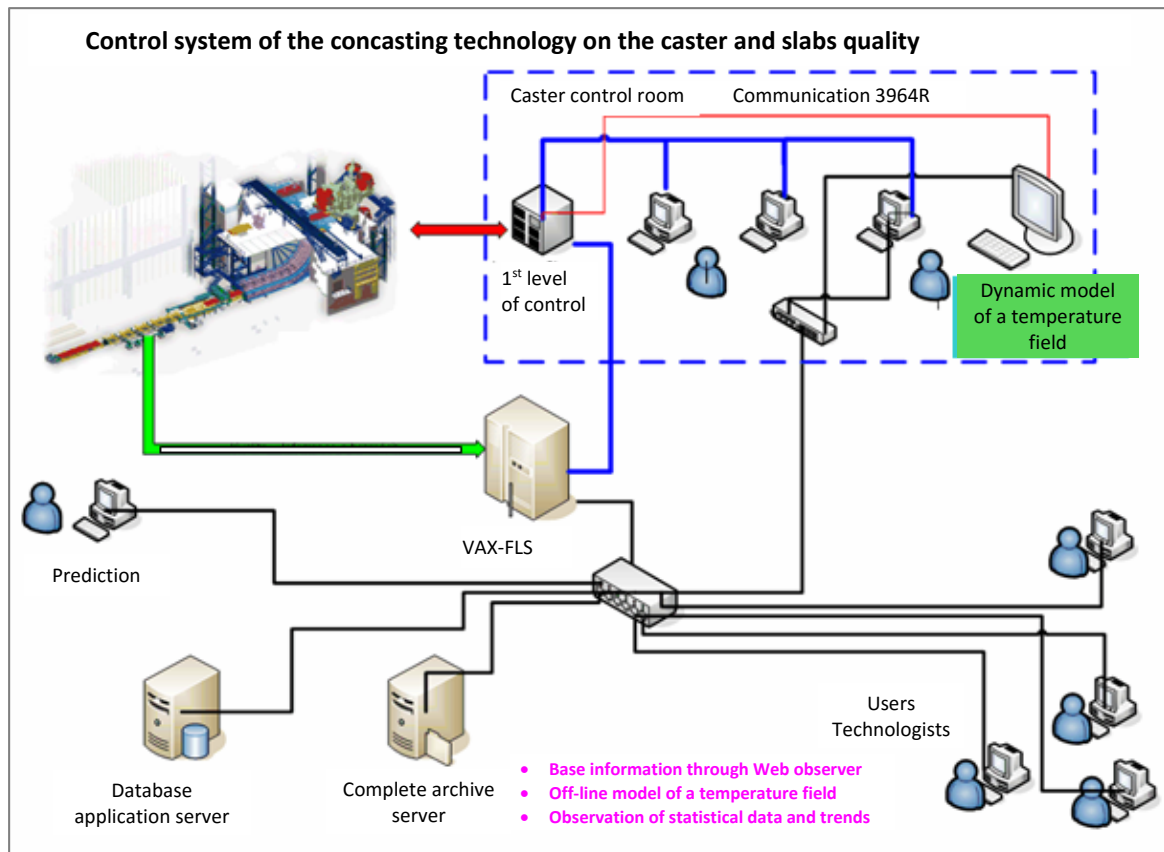 Control system of the concasting technology on the caster and slabs quality
Caster control room
Communication 3964R
1st level
of control
Dynamic model
of a temperature
field
VAX-FLS
Prediction
Users
Technologists
Database
application server
Complete archive
server
• Base information through Web observer
• Off-line model of a temperature field
• Observation of statistical data and trends